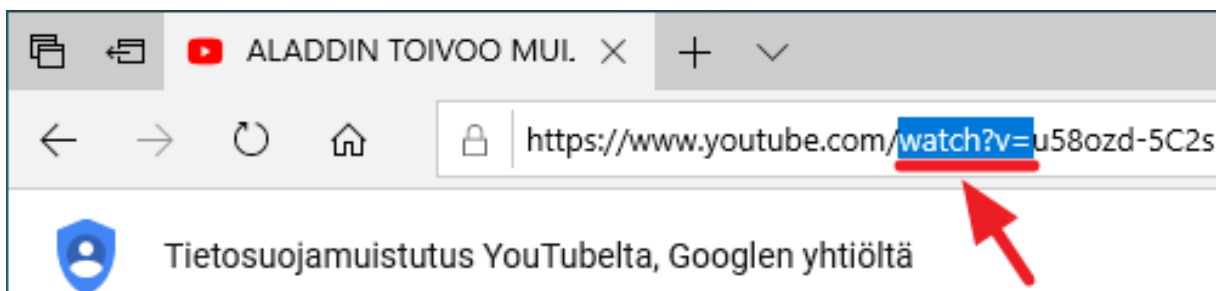 ALADDIN TOIVOO MUI.
https://www.youtube.com/watch?v=u58ozd-5C2s
Tietosuojamuistutus YouTubelta, Googlen yhtiöltä